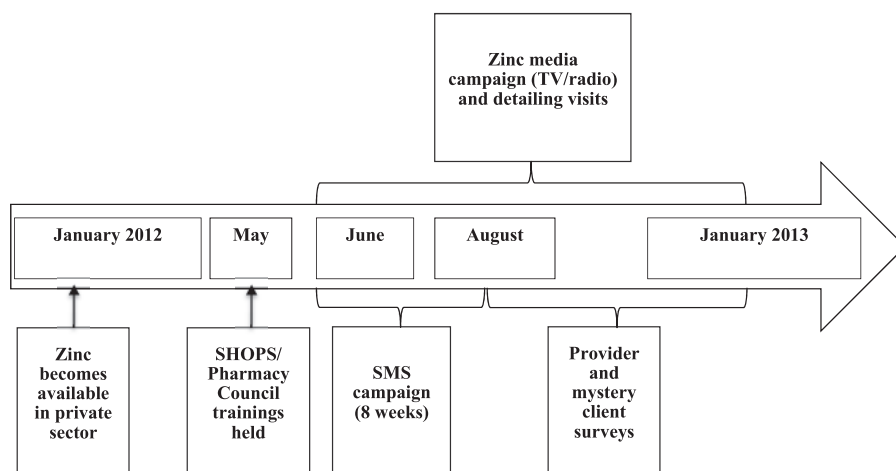 Zinc media
campaign (TV/radio)
and detailing visits
January 2012
May
June
August
January 2013
Zinc
becomes
available
in private
sector
SHOPS/
Pharmacy
Council
trainings
held
SMS
campaign
(8 weeks)
Provider
and
mystery
client
surveys